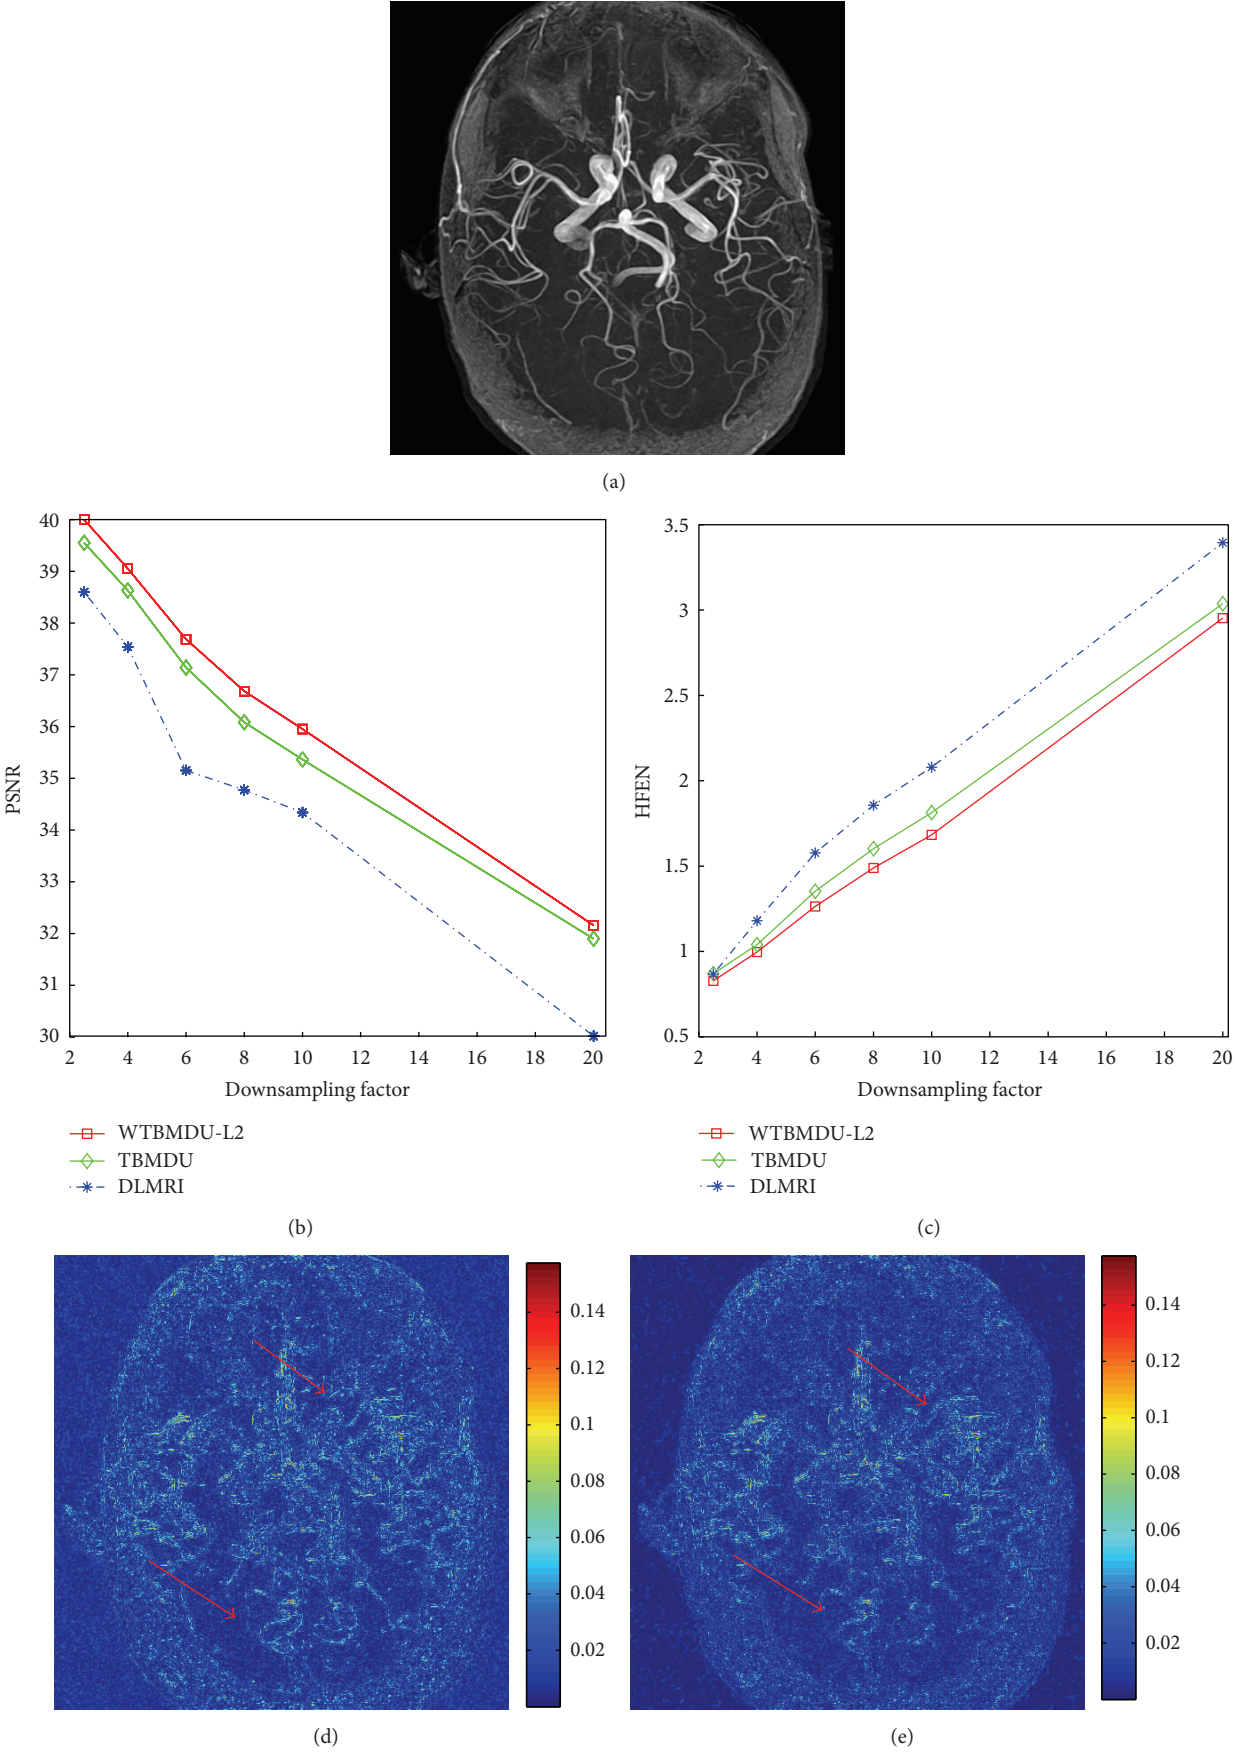 (a)
40
39
38
37
36
35
34
33
32
31
30
PSNR
2 4 6 8 10 12 14 16 18 20
Downsampling factor
WTBMDU-L2
TBMDU
DLMRI
(b)
3.5
3
2.5
2
1.5
1
0.5
HFEN
2 4 6 8 10 12 14 16 18 20
Downsampling factor
WTBMDU-L2
TBMDU
DLMRI
(c)
0.14
0.12
0.1
0.08
0.06
0.04
0.02
(d)
0.14
0.12
0.1
0.08
0.06
0.04
0.02
(e)